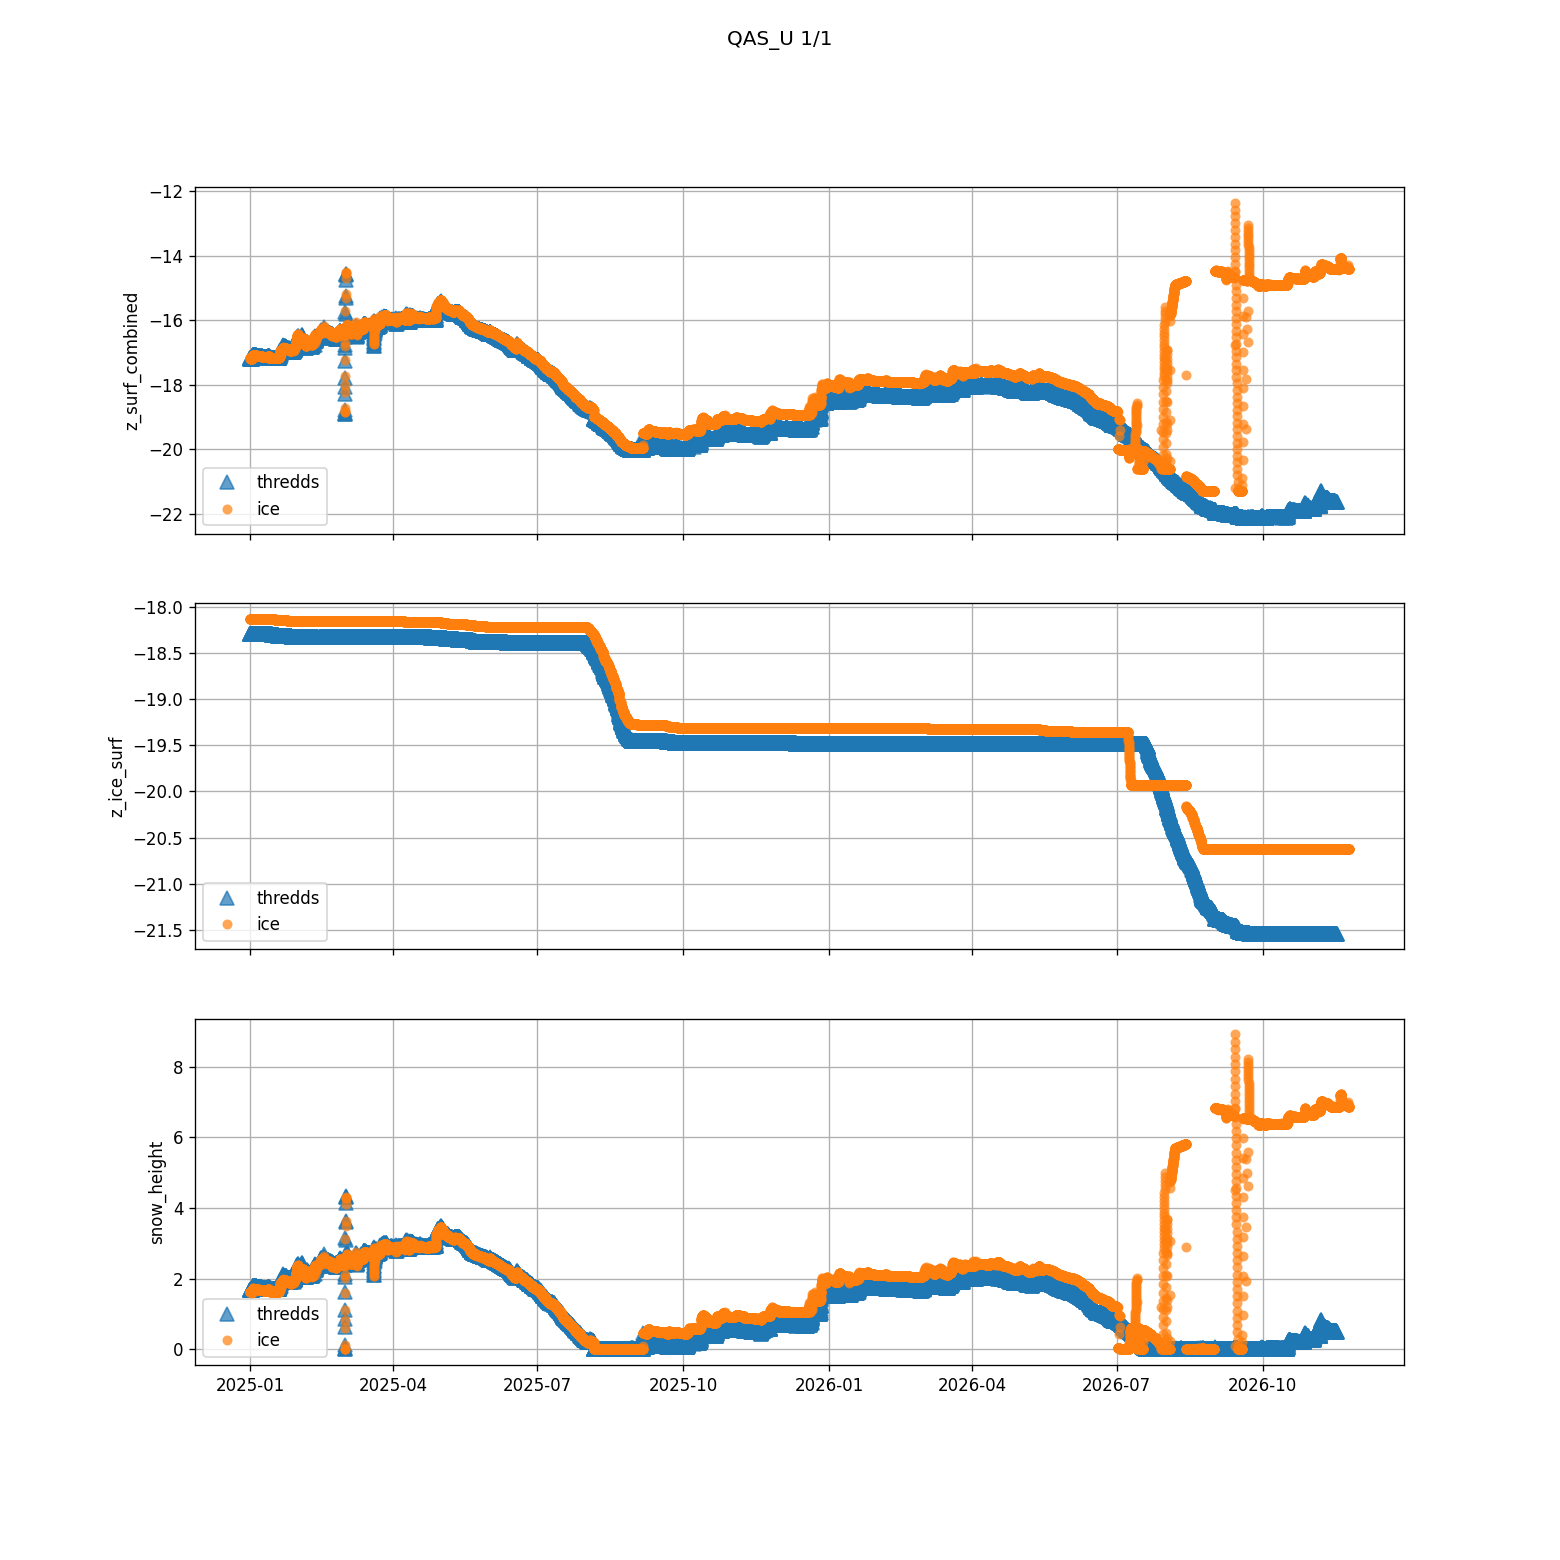 QAS_U 1/1
z_surf_combined
−12
−14
−16
−18
−20
−22
thredds
ice
z_ice_surf
−18.0
−18.5
−19.0
−19.5
−20.0
−20.5
−21.0
−21.5
thredds
ice
snow_height
8
6
4
2
0
thredds
ice
2025-01 2025-04 2025-07 2025-10 2026-01 2026-04 2026-07 2026-10